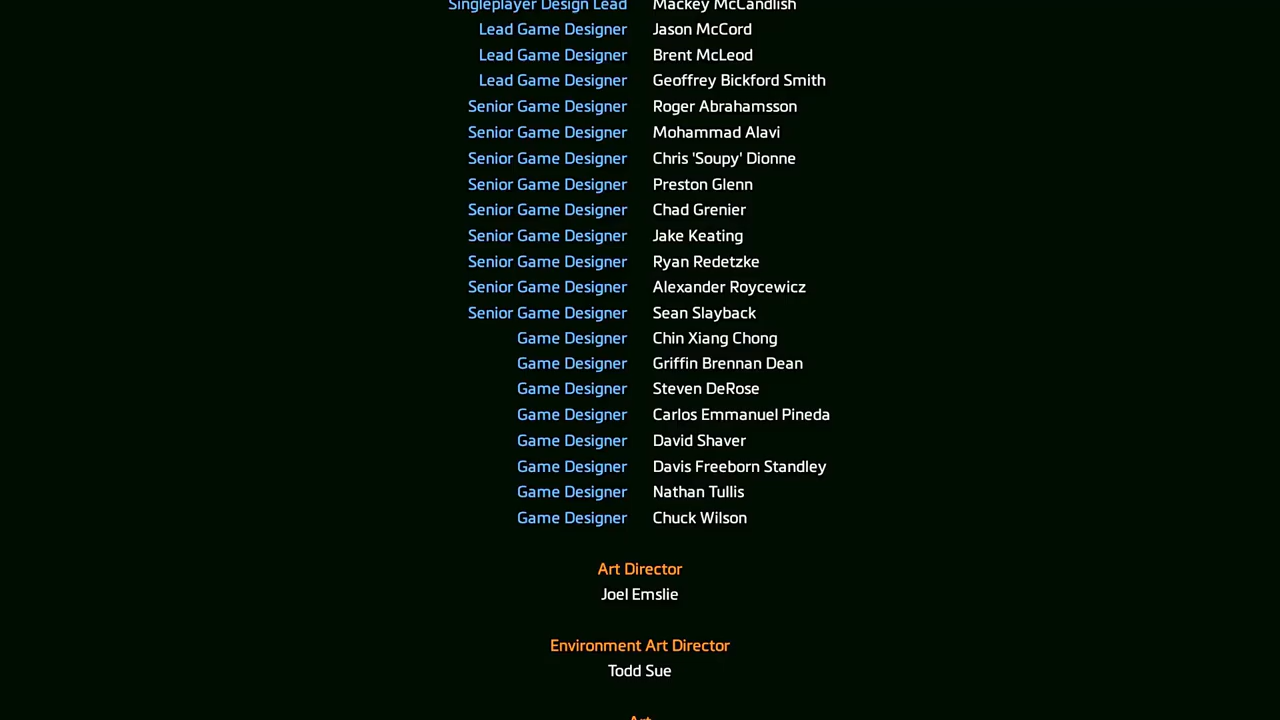 Singleplayer Design Lead Mackey McCandlish
Lead Game Designer Jason McCord
Lead Game Designer Brent McLeod
Lead Game Designer Geoffrey Bickford Smith
Senior Game Designer Roger Abrahamsson
Senior Game Designer Mohammad Alavi
Senior Game Designer Chris 'Soupy' Dionne
Senior Game Designer Preston Glenn
Senior Game Designer Chad Grenier
Senior Game Designer Jake Keating
Senior Game Designer Ryan Redetzke
Senior Game Designer Alexander Roycewicz
Senior Game Designer Sean Slayback
Game Designer Chin Xiang Chong
Game Designer Griffin Brennan Dean
Game Designer Steven DeRose
Game Designer Carlos Emmanuel Pineda
Game Designer David Shaver
Game Designer Davis Freeborn Standley
Game Designer Nathan Tullis
Game Designer Chuck Wilson
Art Director
Joel Emslie
Environment Art Director
Todd Sue
Art